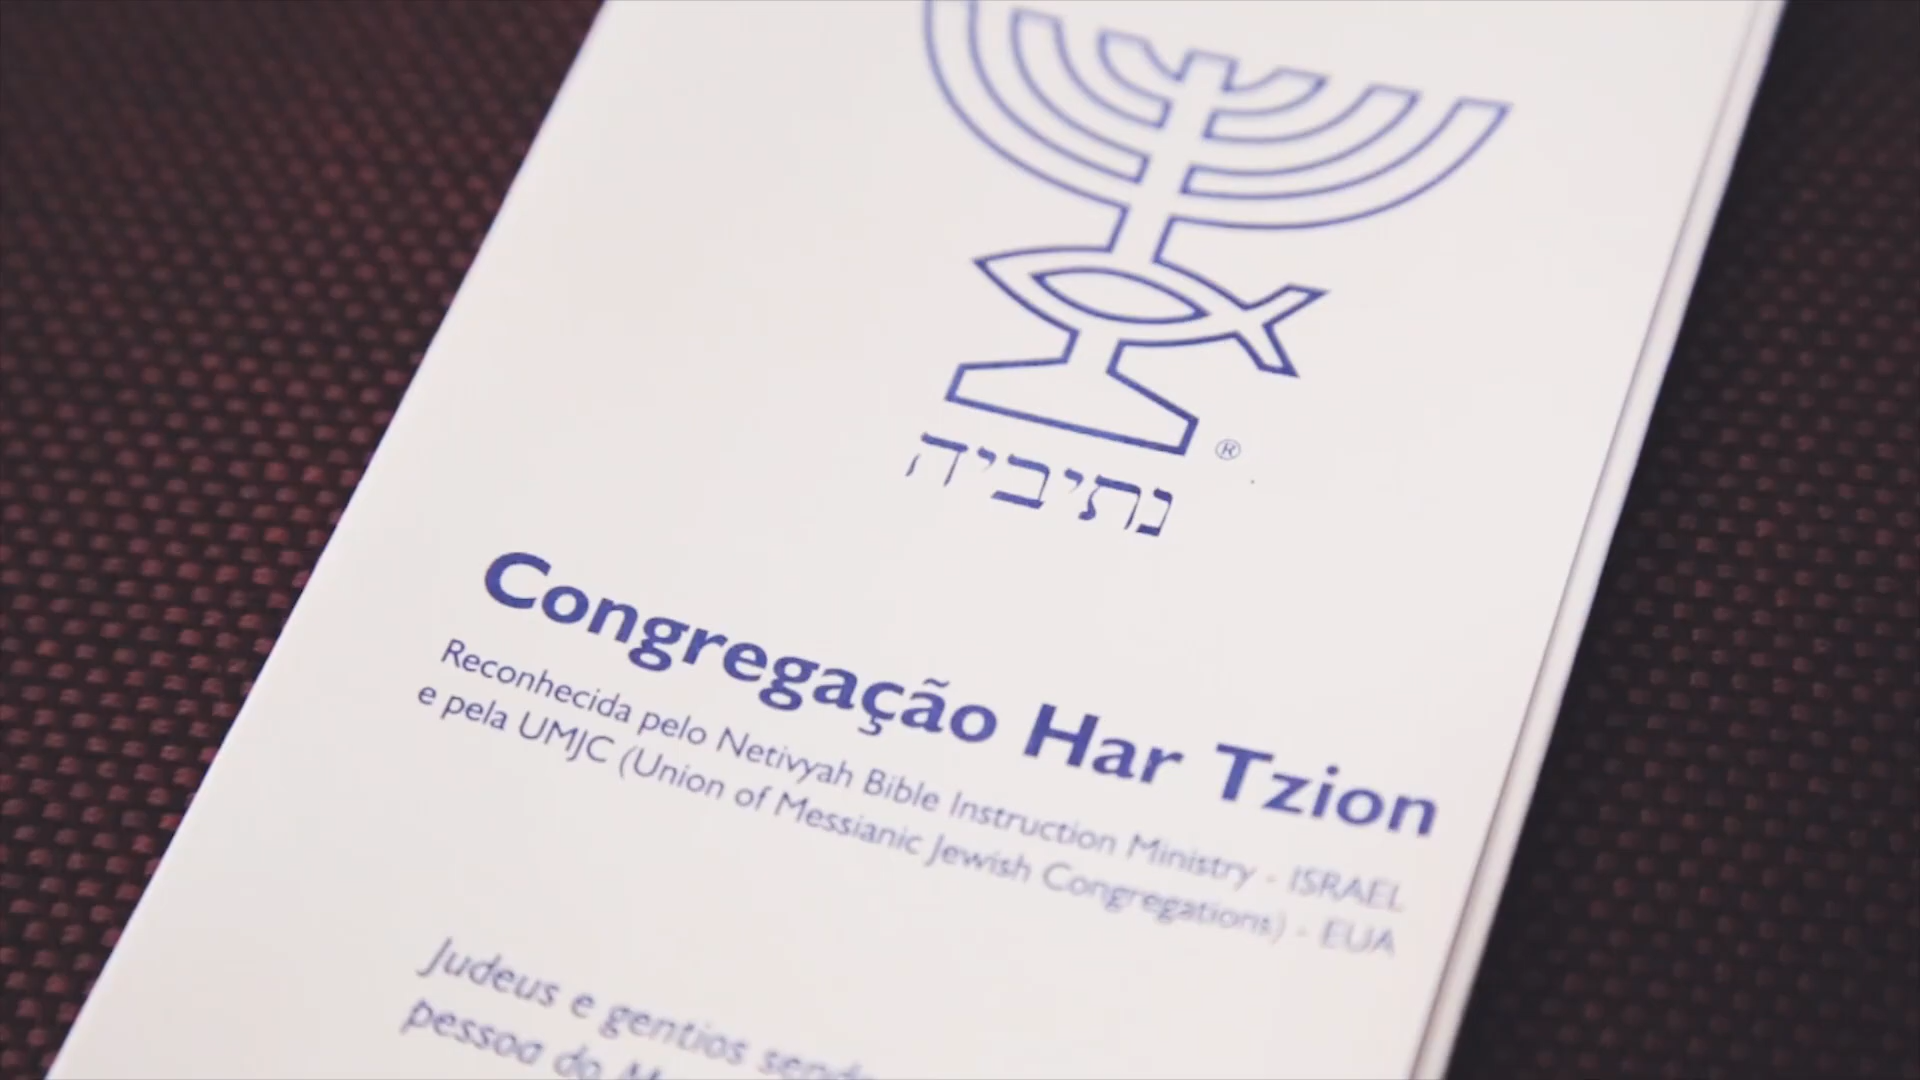 ®
נתיביה
Congregação Har Tzion
Reconhecida pelo Netivyah Bible Instruction Ministry - ISRAEL
e pela UMJC (Union of Messianic Jewish Congregations) - EUA
Judeus e gentios
pessoa do